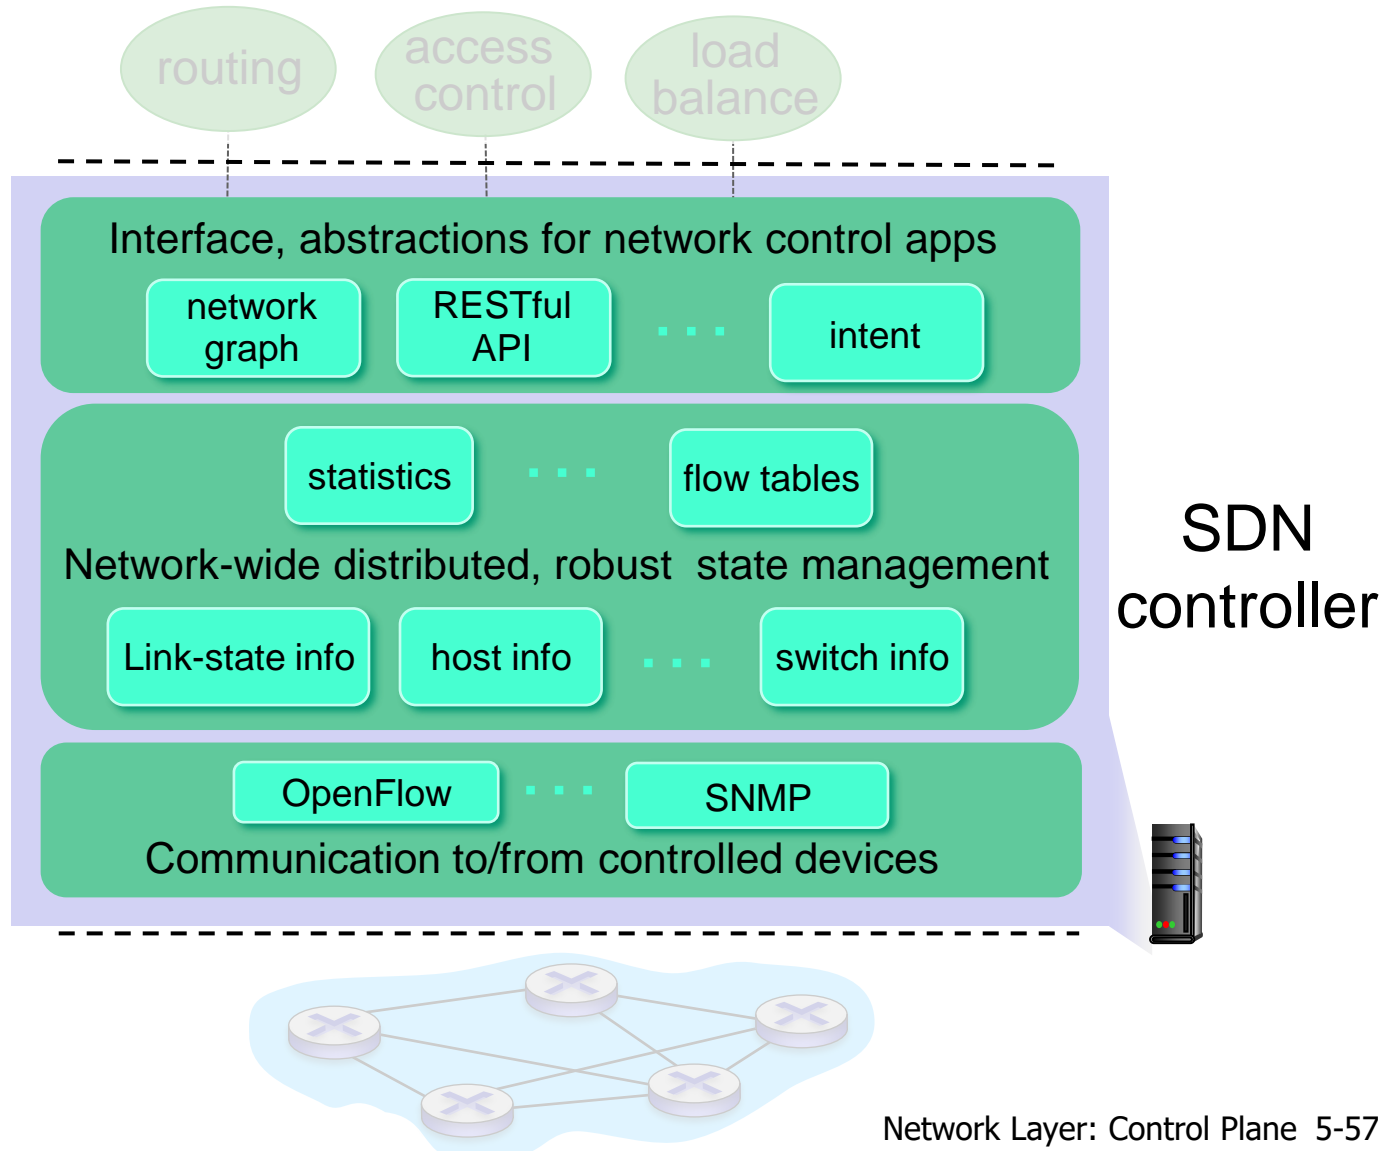 routing
access
control
load
balance
Interface, abstractions for network control apps
network
graph
RESTful
API
. . .
intent
statistics
. . .
flow tables
Network-wide distributed, robust  state management
Link-state info
host info
. . .
switch info
OpenFlow
. . .
SNMP
Communication to/from controlled devices
SDN
controller
Network Layer: Control Plane  5-57